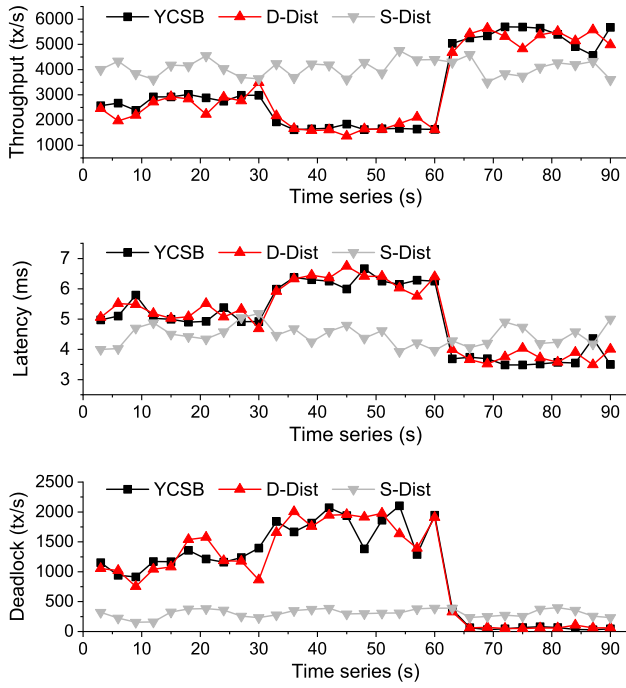 YCSB D-Dist S-Dist
Throughput (tx/s)
6000
5000
4000
3000
2000
1000
0 10 20 30 40 50 60 70 80 90
Time series (s)
YCSB D-Dist S-Dist
Latency (ms)
7
6
5
4
3
0 10 20 30 40 50 60 70 80 90
Time series (s)
YCSB D-Dist S-Dist
Deadlock (tx/s)
2500
2000
1500
1000
500
0
0 10 20 30 40 50 60 70 80 90
Time series (s)